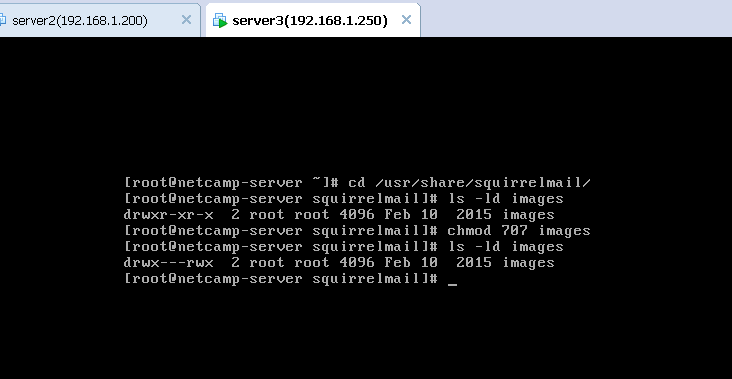 server2(192.168.1.200) server3(192.168.1.250)
[root@netcamp-server ~]# cd /usr/share/squirrelmail/
[root@netcamp-server squirrelmail]# ls -ld images
drwxr-xr-x  2 root root 4096 Feb 10  2015 images
[root@netcamp-server squirrelmail]# chmod 707 images
[root@netcamp-server squirrelmail]# ls -ld images
drwx---rwx  2 root root 4096 Feb 10  2015 images
[root@netcamp-server squirrelmail]# _